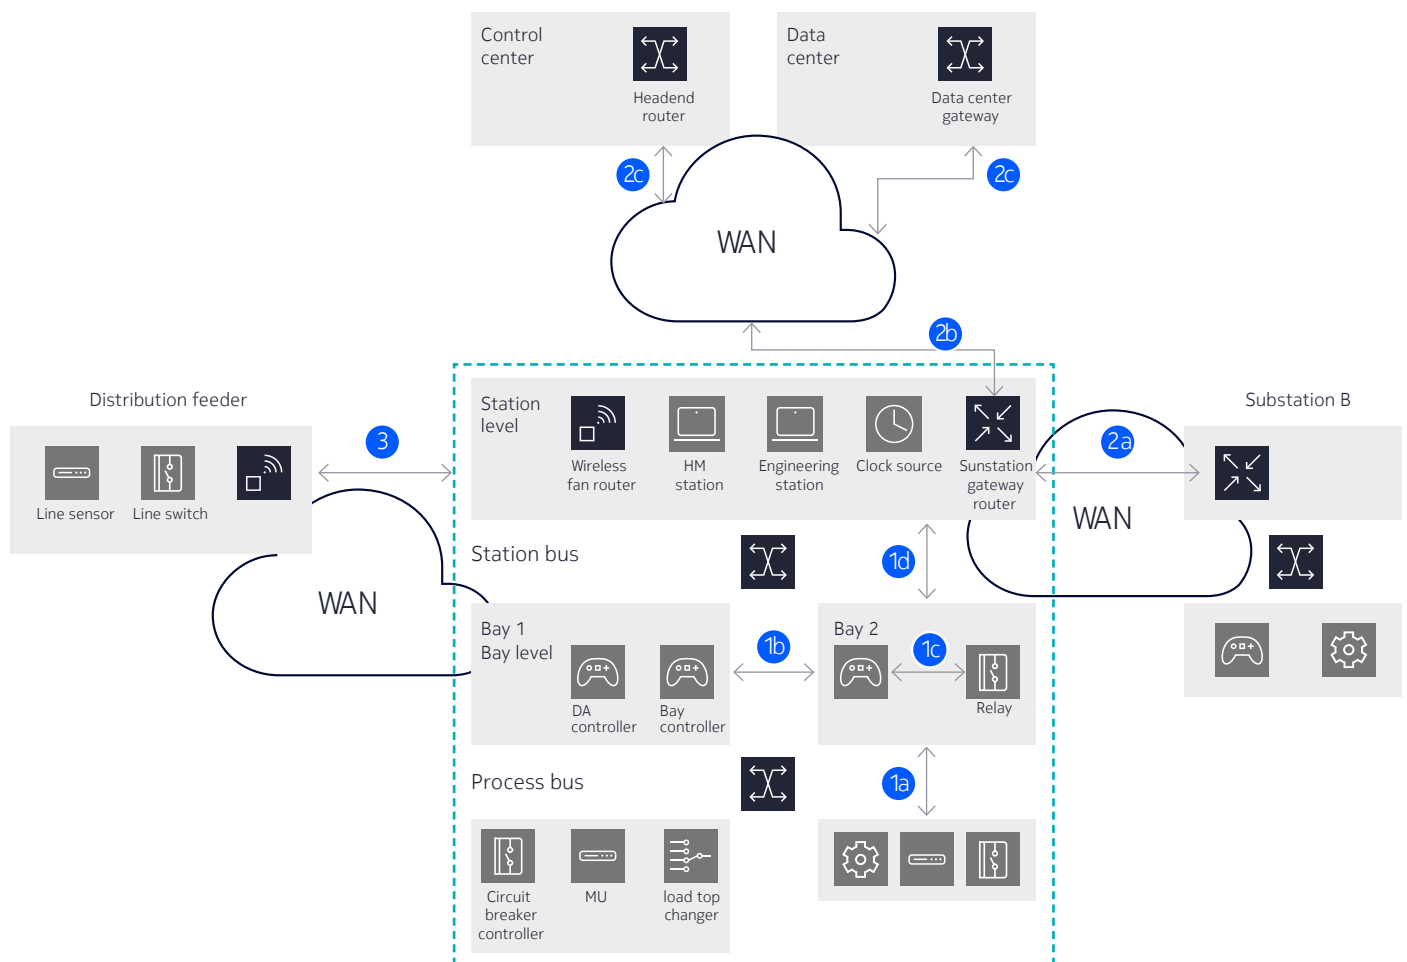 Control
center
Headend
router
Data
center
Data center
gateway
2c
2c
WAN
2b
Distribution feeder
Line sensor
Line switch
3
WAN
Station
level
Wireless
fan router
HM
station
Engineering
station
Clock source
Sunstation
gateway
router
2a
WAN
Substation B
Station bus
1d
Bay 1
Bay level
DA
controller
Bay
controller
1b
Bay 2
1c
Relay
Process bus
1a
Circuit
breaker
controller
MU
load top
changer